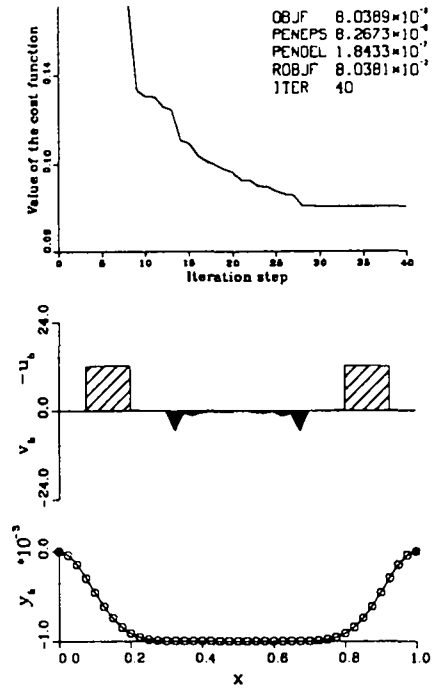 OBJF 8.0389*10⁻²
PENEPS 8.2673*10⁻⁶
PENDEL 1.8433*10⁻⁷
ROBJF 8.0381*10⁻²
ITER 40
Value of the cost function
0.14
0.10
0.06
0 5 10 15 20 25 30 35 40
Iteration step
-uₕ
vₕ
24.0
0.0
-24.0
yₕ *10⁻³
0.0
-1.0
0.0 0.2 0.4 0.6 0.8 1.0
x